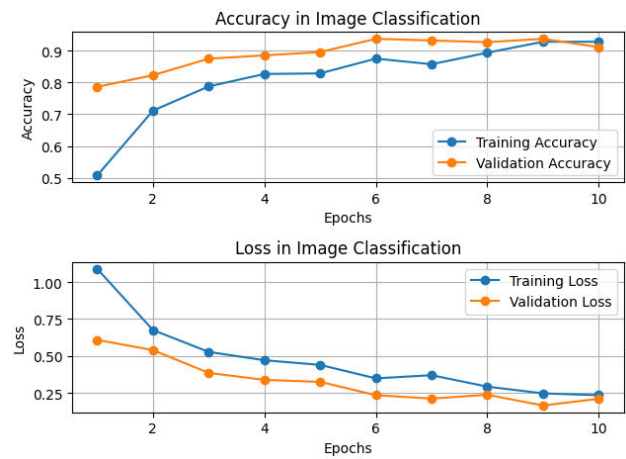 Accuracy in Image Classification
0.9
0.8
0.7
0.6
0.5
Accuracy
Training Accuracy
Validation Accuracy
2 4 6 8 10
Epochs
Loss in Image Classification
1.00
0.75
0.50
0.25
Loss
Training Loss
Validation Loss
2 4 6 8 10
Epochs